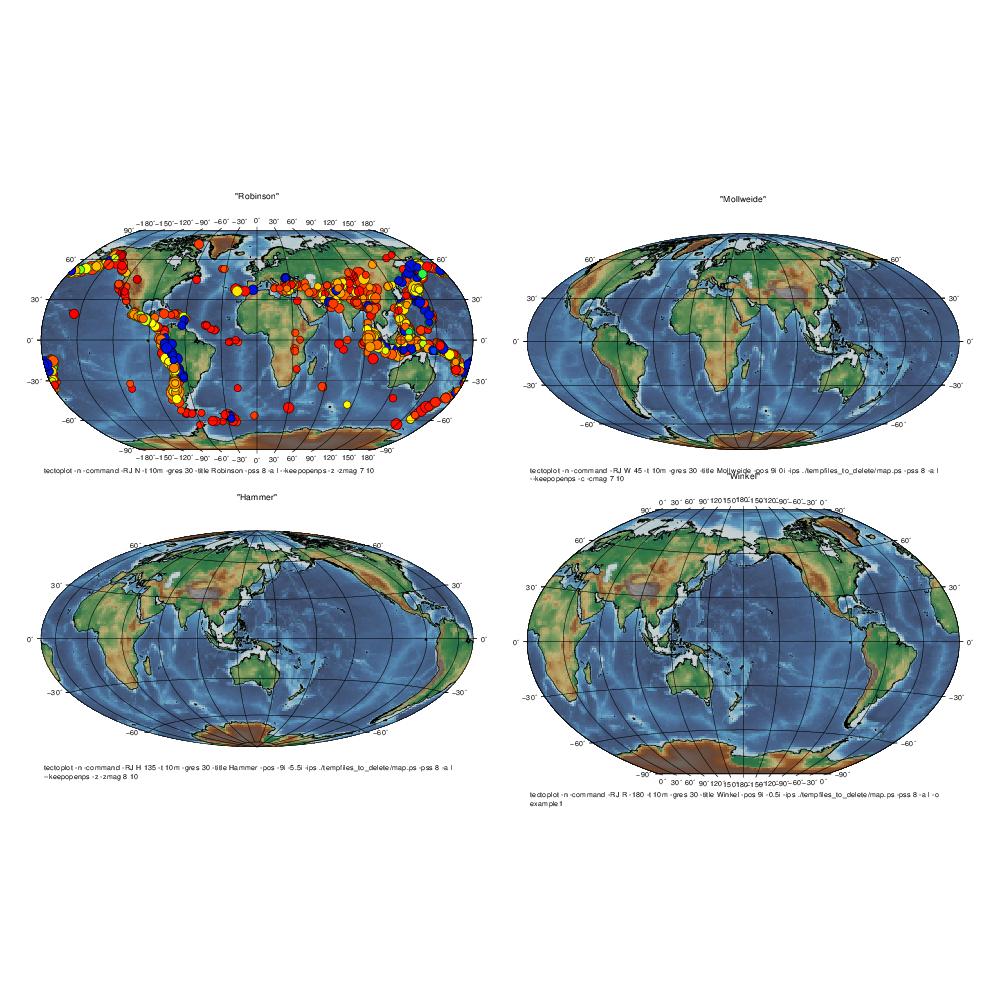 "Robinson"
-180° -150° -120° -90° -60° -30° 0° 30° 60° 90° 120° 150° 180°
90° 90°
60° 60°
30° 30°
0° 0°
-30° -30°
-60° -60°
-90° -90°
-180° -150° -120° -90° -60° -30° 0° 30° 60° 90° 120° 150° 180°
tectoplot -n -command -RJ N -t 10m -gres 30 -title Robinson -pss 8 -a l --keepopenps -z -zmag 7 10
"Mollweide"
60° 60°
30° 30°
0° 0°
-30° -30°
-60° -60°
tectoplot -n -command -RJ W 45 -t 10m -gres 30 -title Mollweide -pos 9i 0i -ips ./tempfiles_to_delete/map.ps -pss 8 -a l
--keepopenps -c -cmag 7 10
"Hammer"
60° 60°
30° 30°
0° 0°
-30° -30°
-60° -60°
tectoplot -n -command -RJ H 135 -t 10m -gres 30 -title Hammer -pos -9i -5.5i -ips ./tempfiles_to_delete/map.ps -pss 8 -a l
--keepopenps -z -zmag 8 10
"Winkel"
0° 30° 60° 90° 120° 150° 180° -150° -120° -90° -60° -30° 0°
90° 90°
60° 60°
30° 30°
0° 0°
-30° -30°
-60° -60°
-90° -90°
0° 30° 60° 90° 120° 150° 180° -150° -120° -90° -60° -30° 0°
tectoplot -n -command -RJ R -180 -t 10m -gres 30 -title Winkel -pos 9i -0.5i -ips ./tempfiles_to_delete/map.ps -pss 8 -a l -o
example1